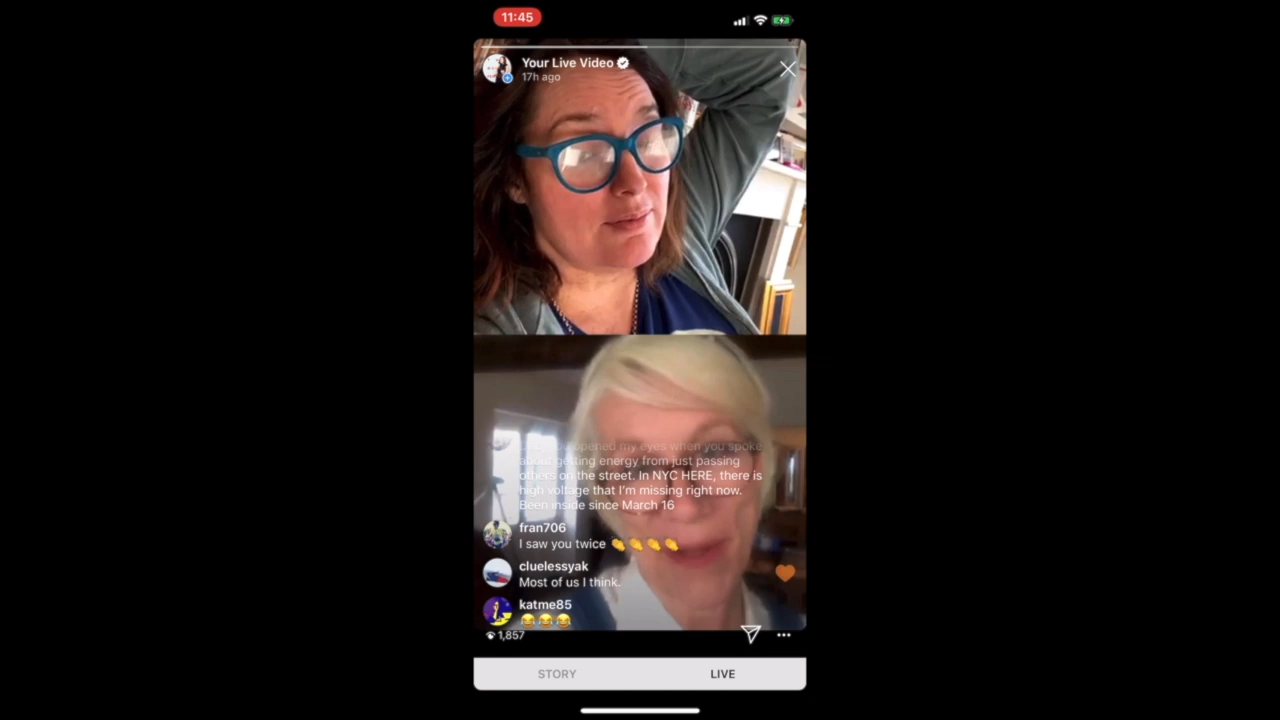 11:45
Your Live Video
17h ago
opened my eyes when you spoke
about getting energy from just passing
others on the street. In NYC HERE, there is
high voltage that I'm missing right now.
Been inside since March 16
fran706
I saw you twice 👏👏👏👏
cluelessyak
Most of us I think.
katme85
😂😂😂
1,857
STORY
LIVE